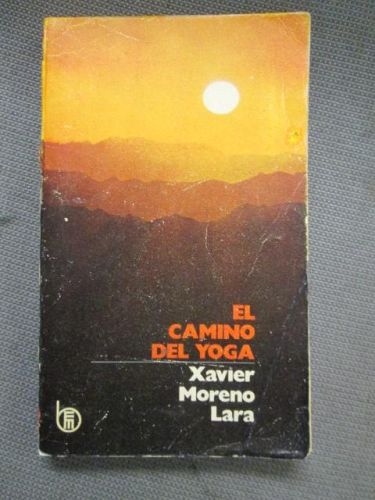 EL
CAMINO
DEL YOGA
Xavier
Moreno
Lara